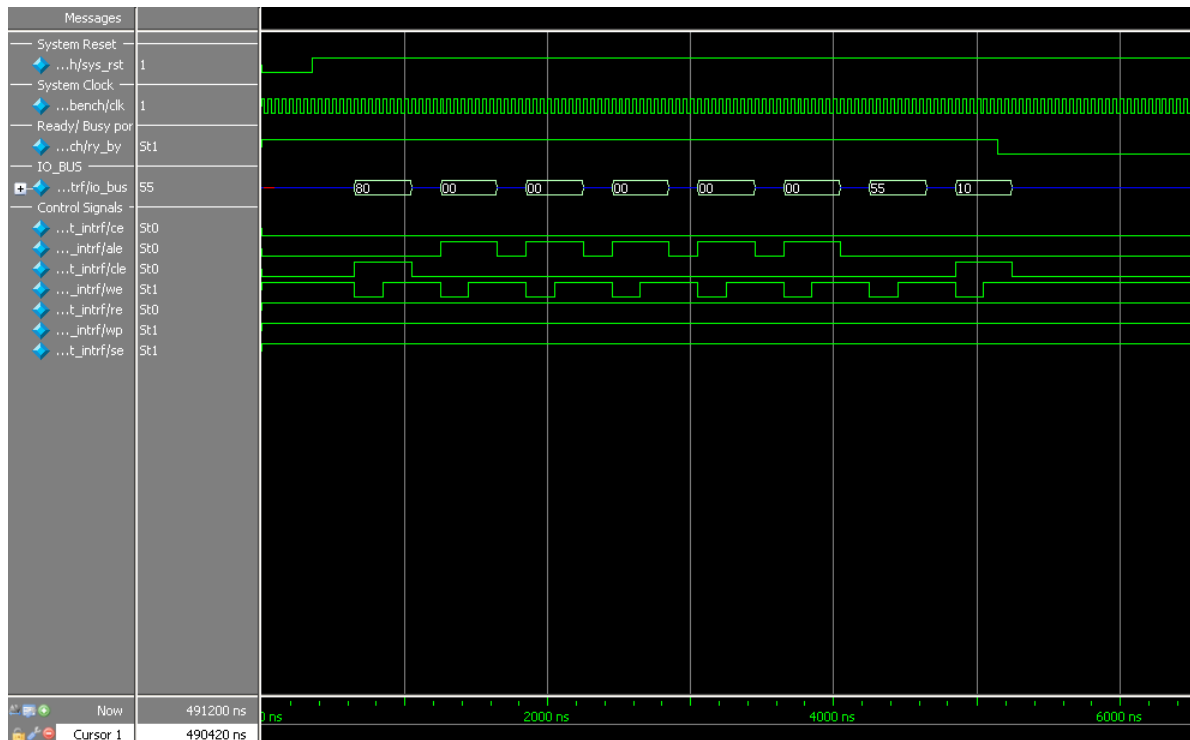 Messages
System Reset
...h/sys_rst 1
System Clock
...bench/clk 1
Ready/ Busy por
...ch/ry_by St1
IO_BUS
...trf/io_bus 55 80 00 00 00 00 00 55 10
Control Signals
...t_intrf/ce St0
..._intrf/ale St0
...t_intrf/cle St0
..._intrf/we St1
...t_intrf/re St0
..._intrf/wp St1
...t_intrf/se St1
Now 491200 ns 0 ns 2000 ns 4000 ns 6000 ns
Cursor 1 490420 ns